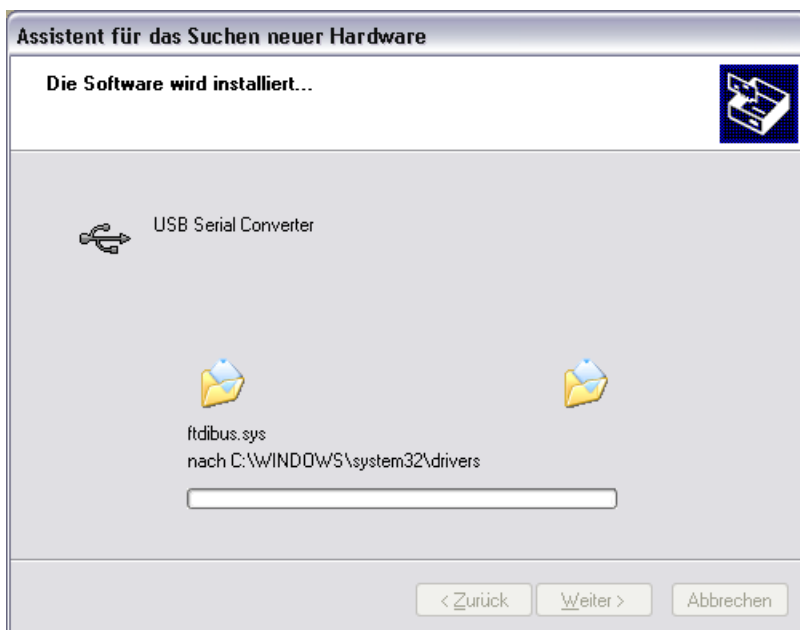 Assistent für das Suchen neuer Hardware
Die Software wird installiert...
USB Serial Converter
ftdibus.sys
nach C:\WINDOWS\system32\drivers
< Zurück
Weiter >
Abbrechen